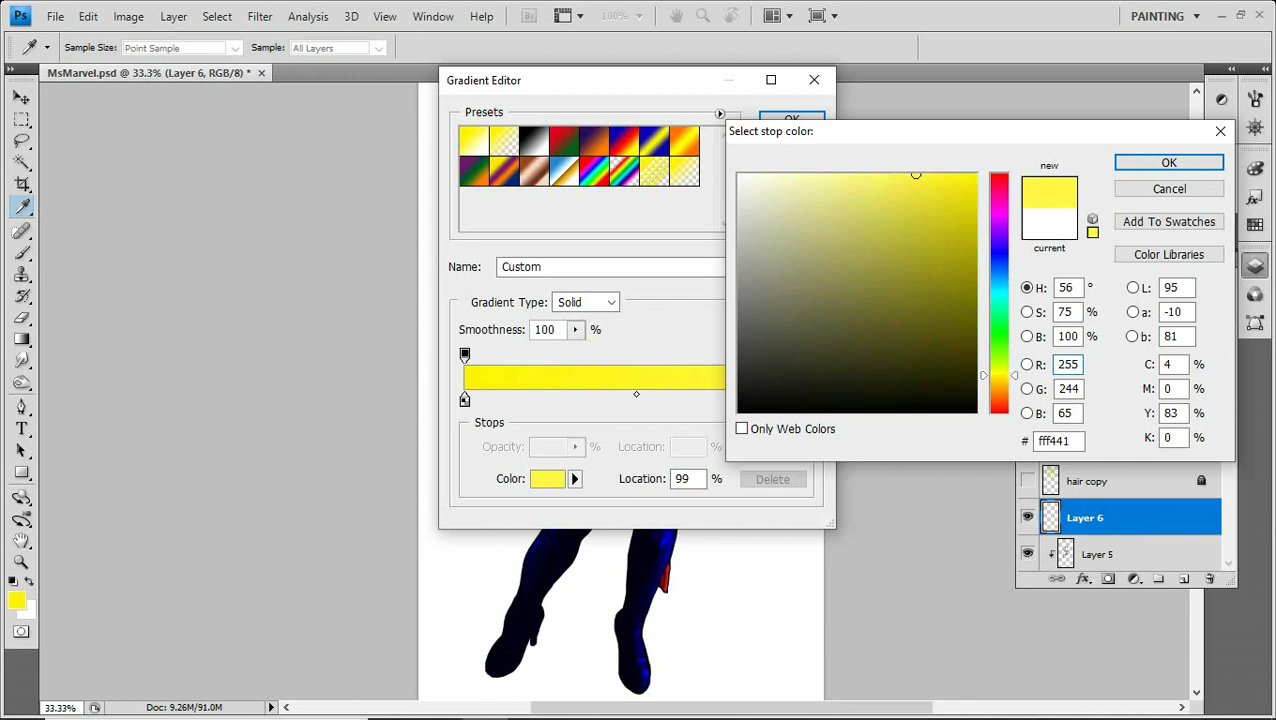 Ps File Edit Image Layer Select Filter Analysis 3D View Window Help Br 100% PAINTING
Sample Size: Point Sample Sample: All Layers
MsMarvel.psd @ 33.3% (Layer 6, RGB/8) *
Gradient Editor
Presets
OK
Name: Custom
Gradient Type: Solid
Smoothness: 100 %
Stops
Opacity: % Location:
Color: Location: 99 % Delete
Select stop color:
new
current
OK
Cancel
Add To Swatches
Color Libraries
H: 56 ° L: 95
S: 75 % a: -10
B: 100 % b: 81
R: 255 C: 4 %
G: 244 M: 0 %
B: 65 Y: 83 %
# fff441 K: 0 %
Only Web Colors
hair copy
Layer 6
Layer 5
fx
T
33.33% Doc: 9.26M/91.0M